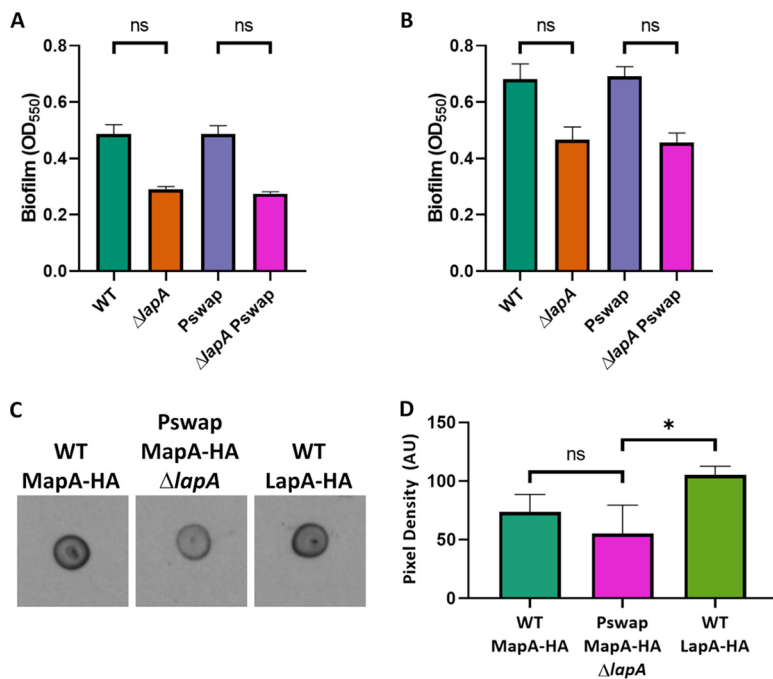 A
ns
ns
Biofilm (OD550)
0.8
0.6
0.4
0.2
0.0
WT
ΔlapA
Pswap
ΔlapA Pswap
B
ns
ns
Biofilm (OD550)
0.8
0.6
0.4
0.2
0.0
WT
ΔlapA
Pswap
ΔlapA Pswap
C
WT
MapA-HA
Pswap
MapA-HA
ΔlapA
WT
LapA-HA
D
ns
*
Pixel Density (AU)
150
100
50
0
WT
MapA-HA
Pswap
MapA-HA
ΔlapA
WT
LapA-HA